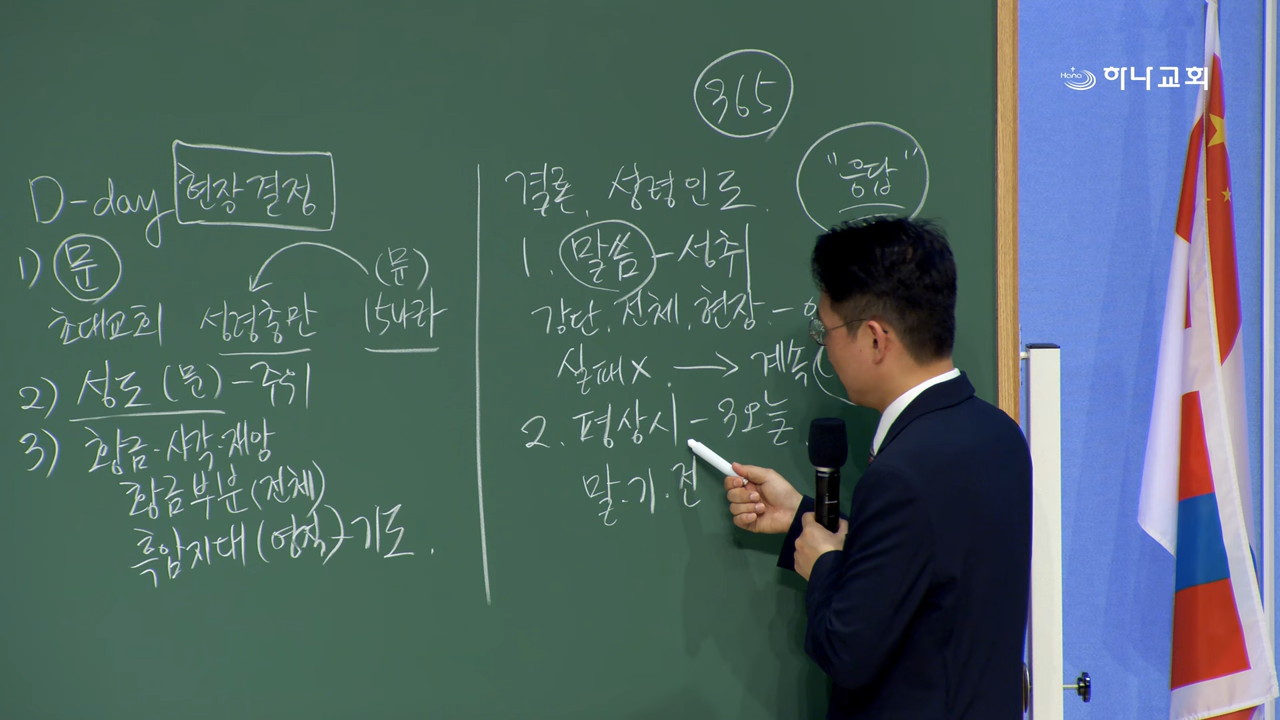 Hana 하나교회
365
D-day 현장결정
1) 문 (문)
초대교회 성령충만 15나라
2) 성도 (문) - 주위
3) 황금·사각·재앙
황금부분 (전체)
흑암지대 (영적) - 기도.
결론. 성령인도. "응답"
1. 말씀 - 성취
강단. 전체. 현장. -
실패x. → 계속
2. 평상시 - 3오늘
말.기.전